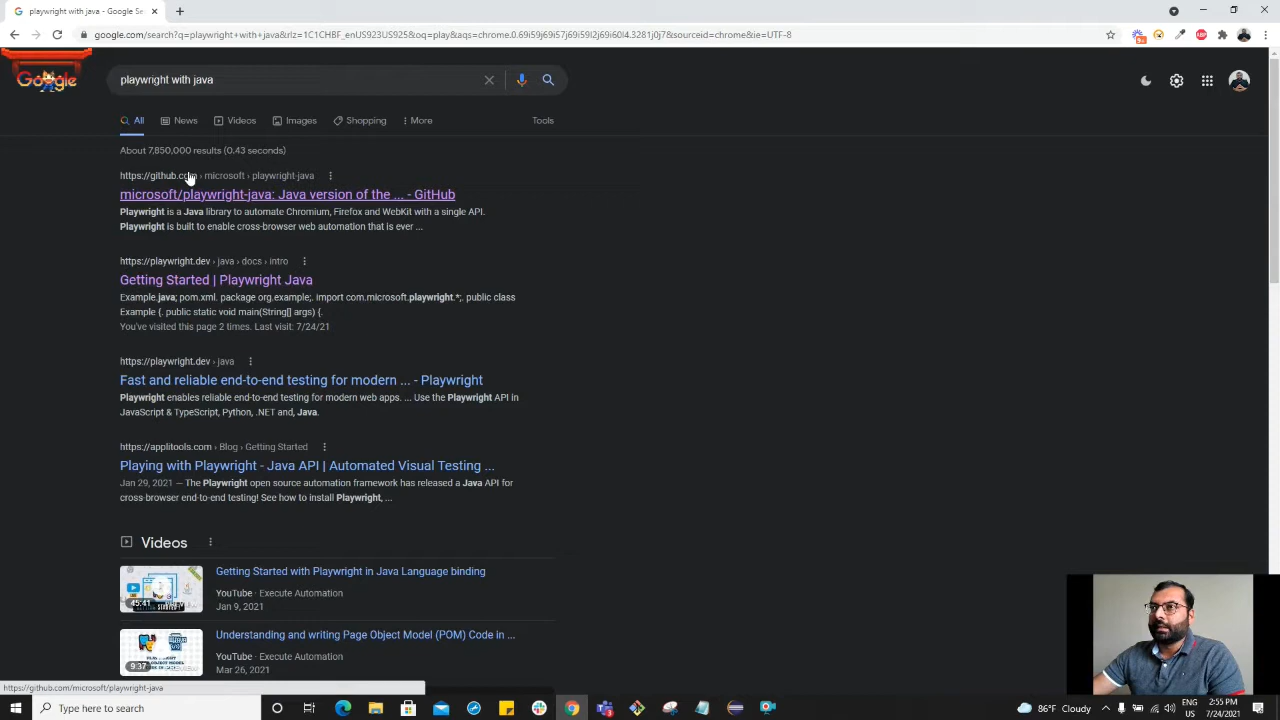 playwright with java - Google Se
google.com/search?q=playwright+with+java&rlz=1C1CHBF_enUS923US925&oq=play&aqs=chrome.0.69i59j69i57j69i59l2j69i60l4.3281j0j7&sourceid=chrome&ie=UTF-8
Google
playwright with java
All
News
Videos
Images
Shopping
More
Tools
About 7,850,000 results (0.43 seconds)
https://github.com › microsoft › playwright-java
microsoft/playwright-java: Java version of the ... - GitHub
Playwright is a Java library to automate Chromium, Firefox and WebKit with a single API.
Playwright is built to enable cross-browser web automation that is ever ...
https://playwright.dev › java › docs › intro
Getting Started | Playwright Java
Example.java; pom.xml. package org.example;. import com.microsoft.playwright.*;. public class
Example {. public static void main(String[] args) {.
You've visited this page 2 times. Last visit: 7/24/21
https://playwright.dev › java
Fast and reliable end-to-end testing for modern ... - Playwright
Playwright enables reliable end-to-end testing for modern web apps. ... Use the Playwright API in
JavaScript & TypeScript, Python, .NET and, Java.
https://applitools.com › Blog › Getting Started
Playing with Playwright - Java API | Automated Visual Testing ...
Jan 29, 2021 — The Playwright open source automation framework has released a Java API for
cross-browser end-to-end testing! See how to install Playwright, ...
Videos
Getting Started with Playwright in Java Language binding
45:41
YouTube · Execute Automation
Jan 9, 2021
Understanding and writing Page Object Model (POM) Code in ...
9:37
YouTube · Execute Automation
Mar 26, 2021
https://github.com/microsoft/playwright-java
Type here to search
86°F Cloudy
ENG
US
2:55 PM
7/24/2021